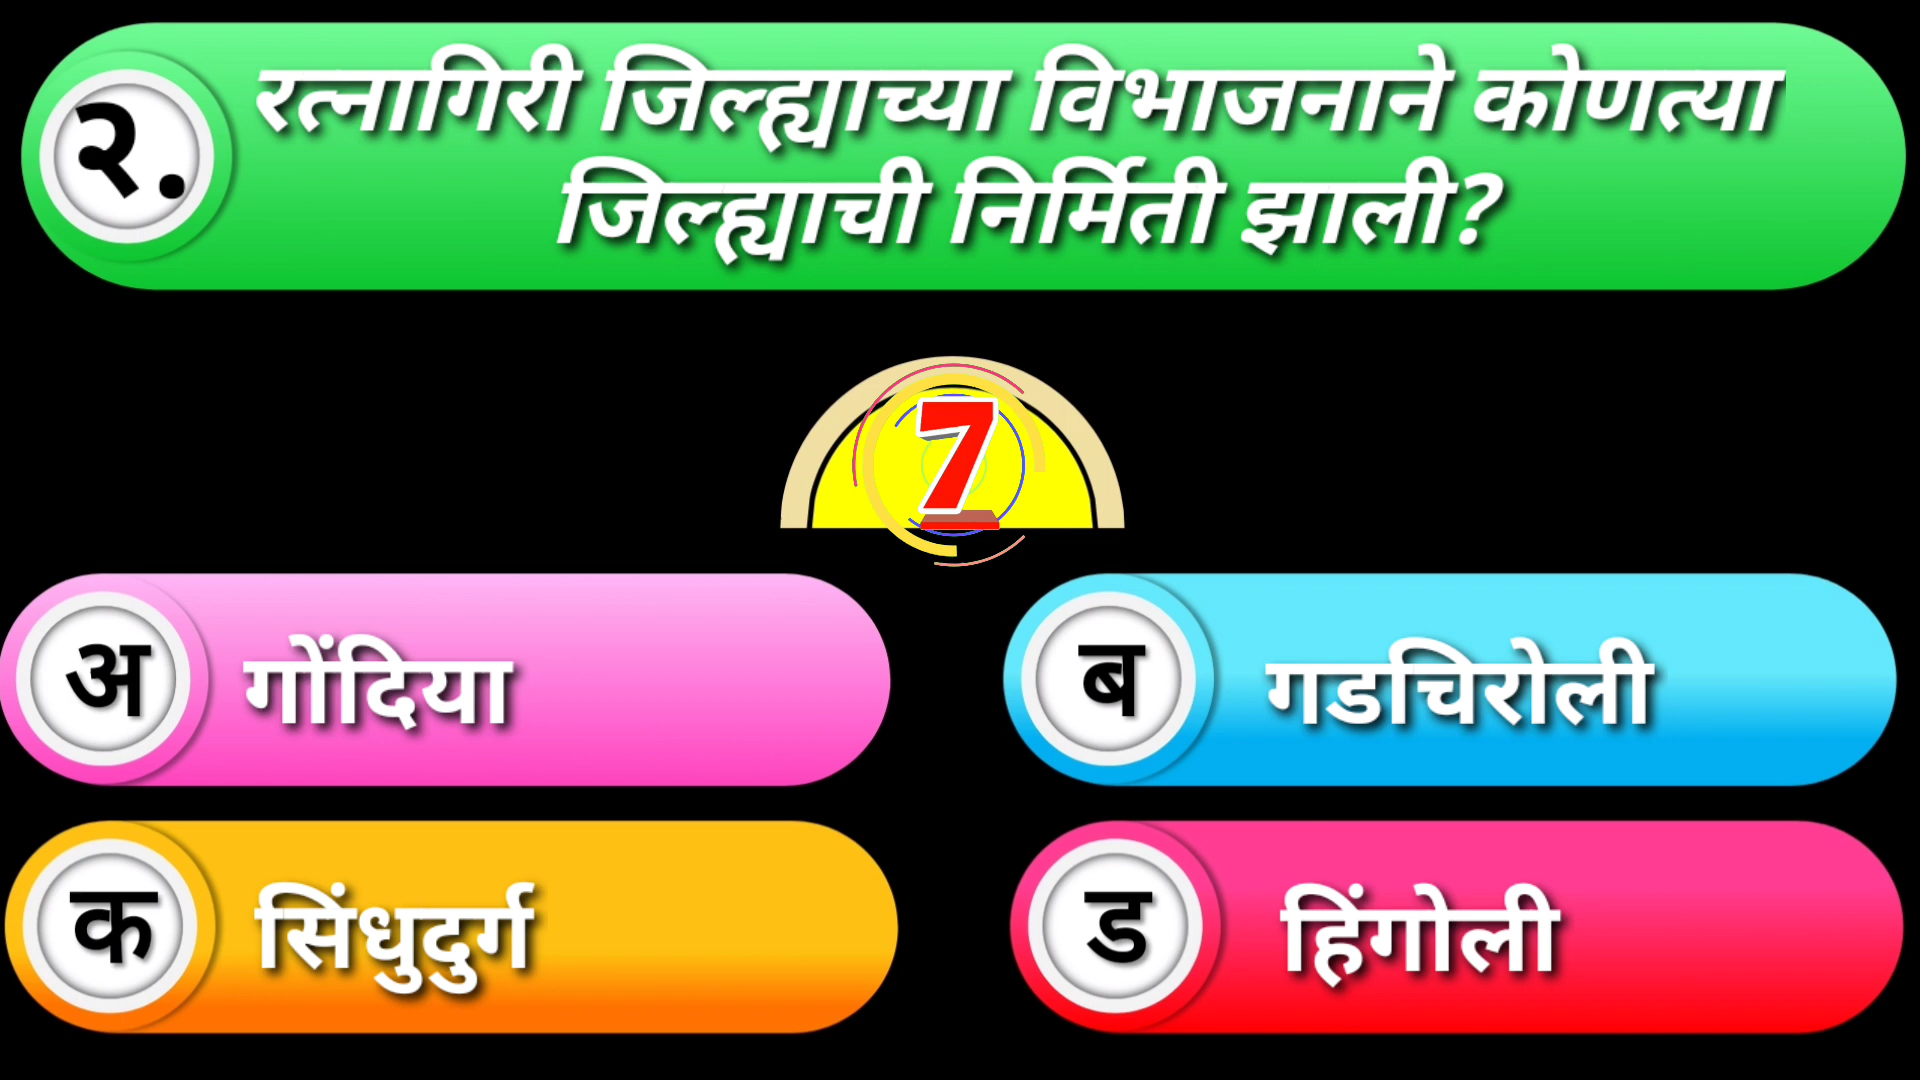 २. रत्नागिरी जिल्ह्याच्या विभाजनाने कोणत्या
जिल्ह्याची निर्मिती झाली?
7
अ गोंदिया
ब गडचिरोली
क सिंधुदुर्ग
ड हिंगोली